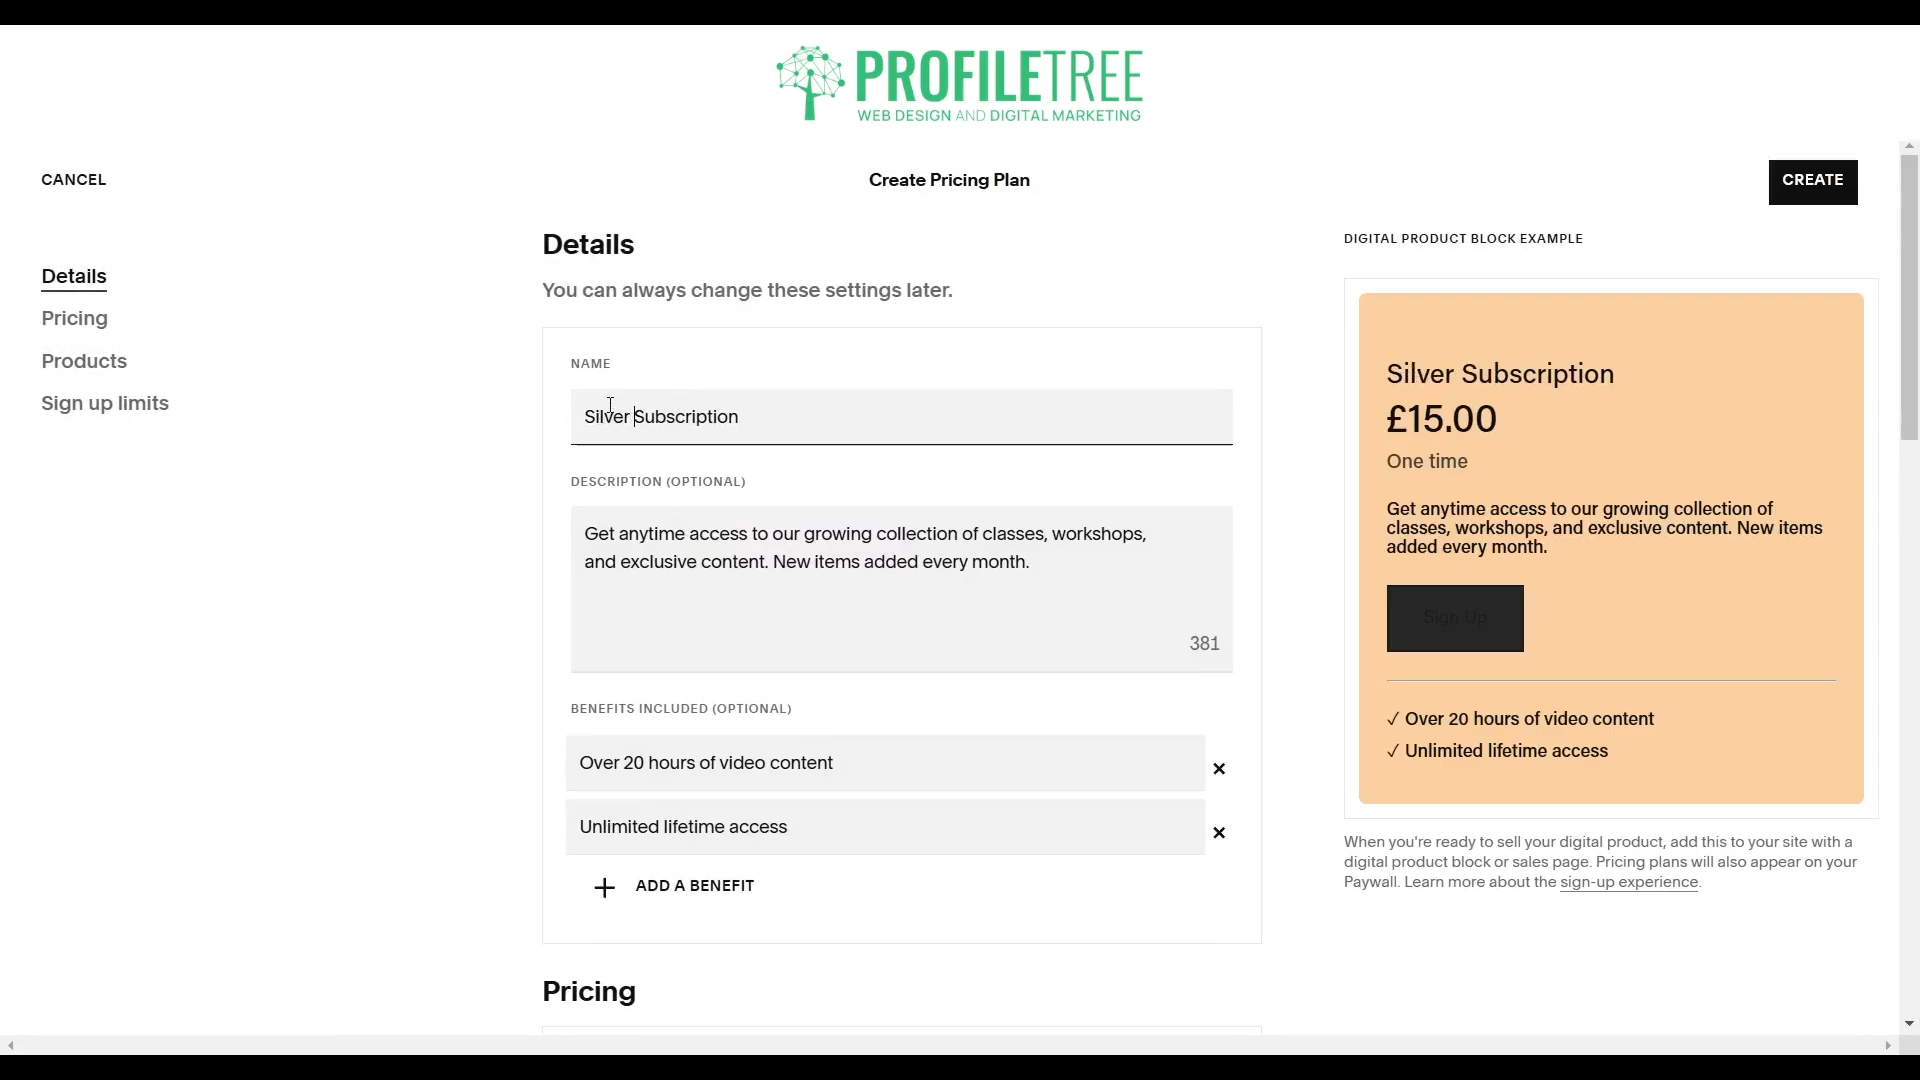 PROFILETREE
WEB DESIGN AND DIGITAL MARKETING
CANCEL
Create Pricing Plan
CREATE
Details
Pricing
Products
Sign up limits
Details
You can always change these settings later.
NAME
Silver Subscription
DESCRIPTION (OPTIONAL)
Get anytime access to our growing collection of classes, workshops,
and exclusive content. New items added every month.
381
BENEFITS INCLUDED (OPTIONAL)
Over 20 hours of video content
Unlimited lifetime access
ADD A BENEFIT
Pricing
DIGITAL PRODUCT BLOCK EXAMPLE
Silver Subscription
£15.00
One time
Get anytime access to our growing collection of
classes, workshops, and exclusive content. New items
added every month.
Sign Up
✓ Over 20 hours of video content
✓ Unlimited lifetime access
When you're ready to sell your digital product, add this to your site with a
digital product block or sales page. Pricing plans will also appear on your
Paywall. Learn more about the sign-up experience.